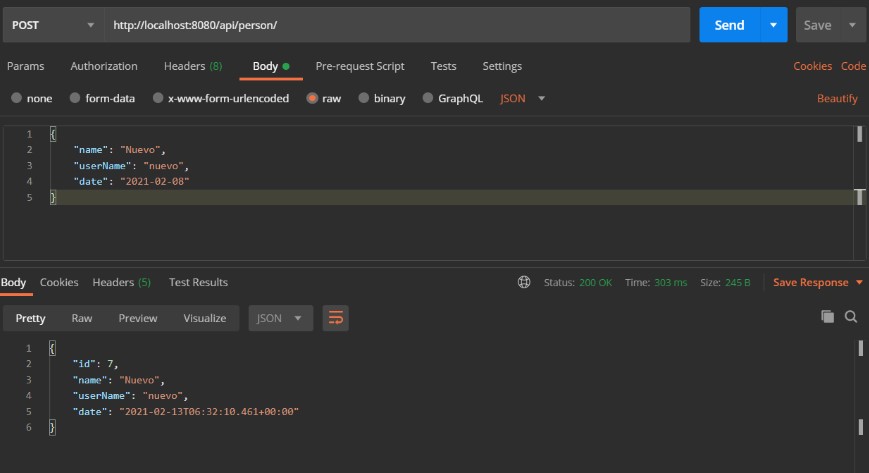 POST http://localhost:8080/api/person/ Send Save
Params Authorization Headers (8) Body Pre-request Script Tests Settings Cookies Code
none form-data x-www-form-urlencoded raw binary GraphQL JSON Beautify
1 {
2 "name": "Nuevo",
3 "userName": "nuevo",
4 "date": "2021-02-08"
5 }
Body Cookies Headers (5) Test Results Status: 200 OK Time: 303 ms Size: 245 B Save Response
Pretty Raw Preview Visualize JSON
1 {
2 "id": 7,
3 "name": "Nuevo",
4 "userName": "nuevo",
5 "date": "2021-02-13T06:32:10.461+00:00"
6 }